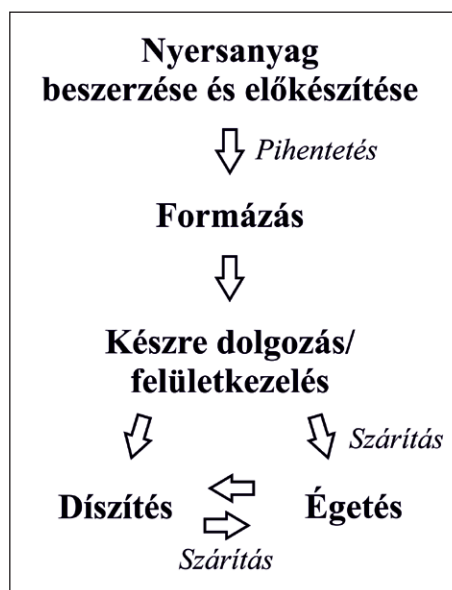 Nyersanyag
beszerzése és előkészítése
Pihentetés
Formázás
Készre dolgozás/
felületkezelés
Szárítás
Díszítés
Égetés
Szárítás